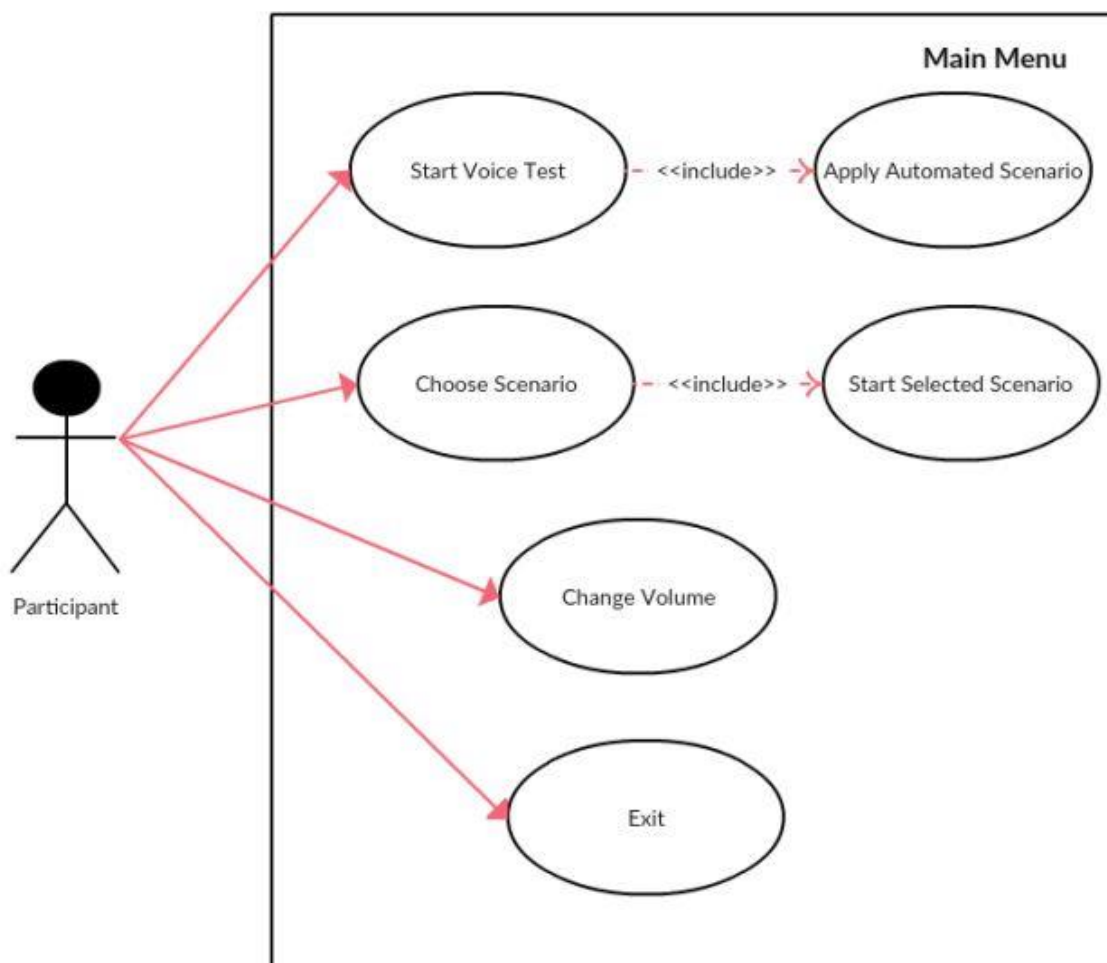 Main Menu
Start Voice Test
<<include>>
Apply Automated Scenario
Choose Scenario
<<include>>
Start Selected Scenario
Participant
Change Volume
Exit